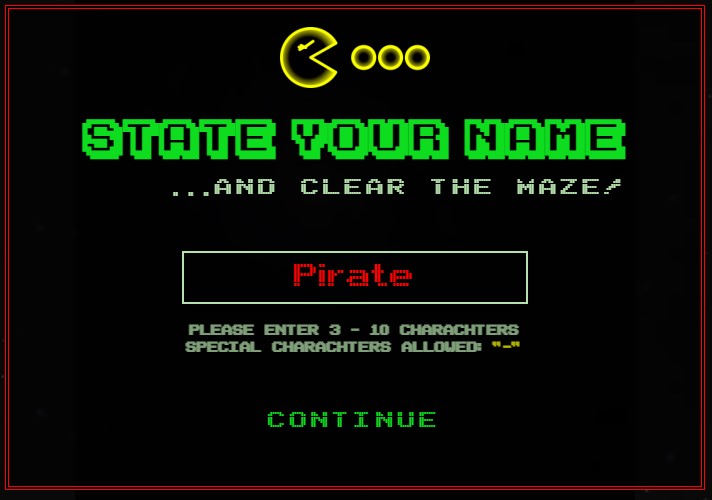 STATE YOUR NAME
...AND CLEAR THE MAZE!
Pirate
PLEASE ENTER 3 - 10 CHARACHTERS
SPECIAL CHARACHTERS ALLOWED: "-"
CONTINUE